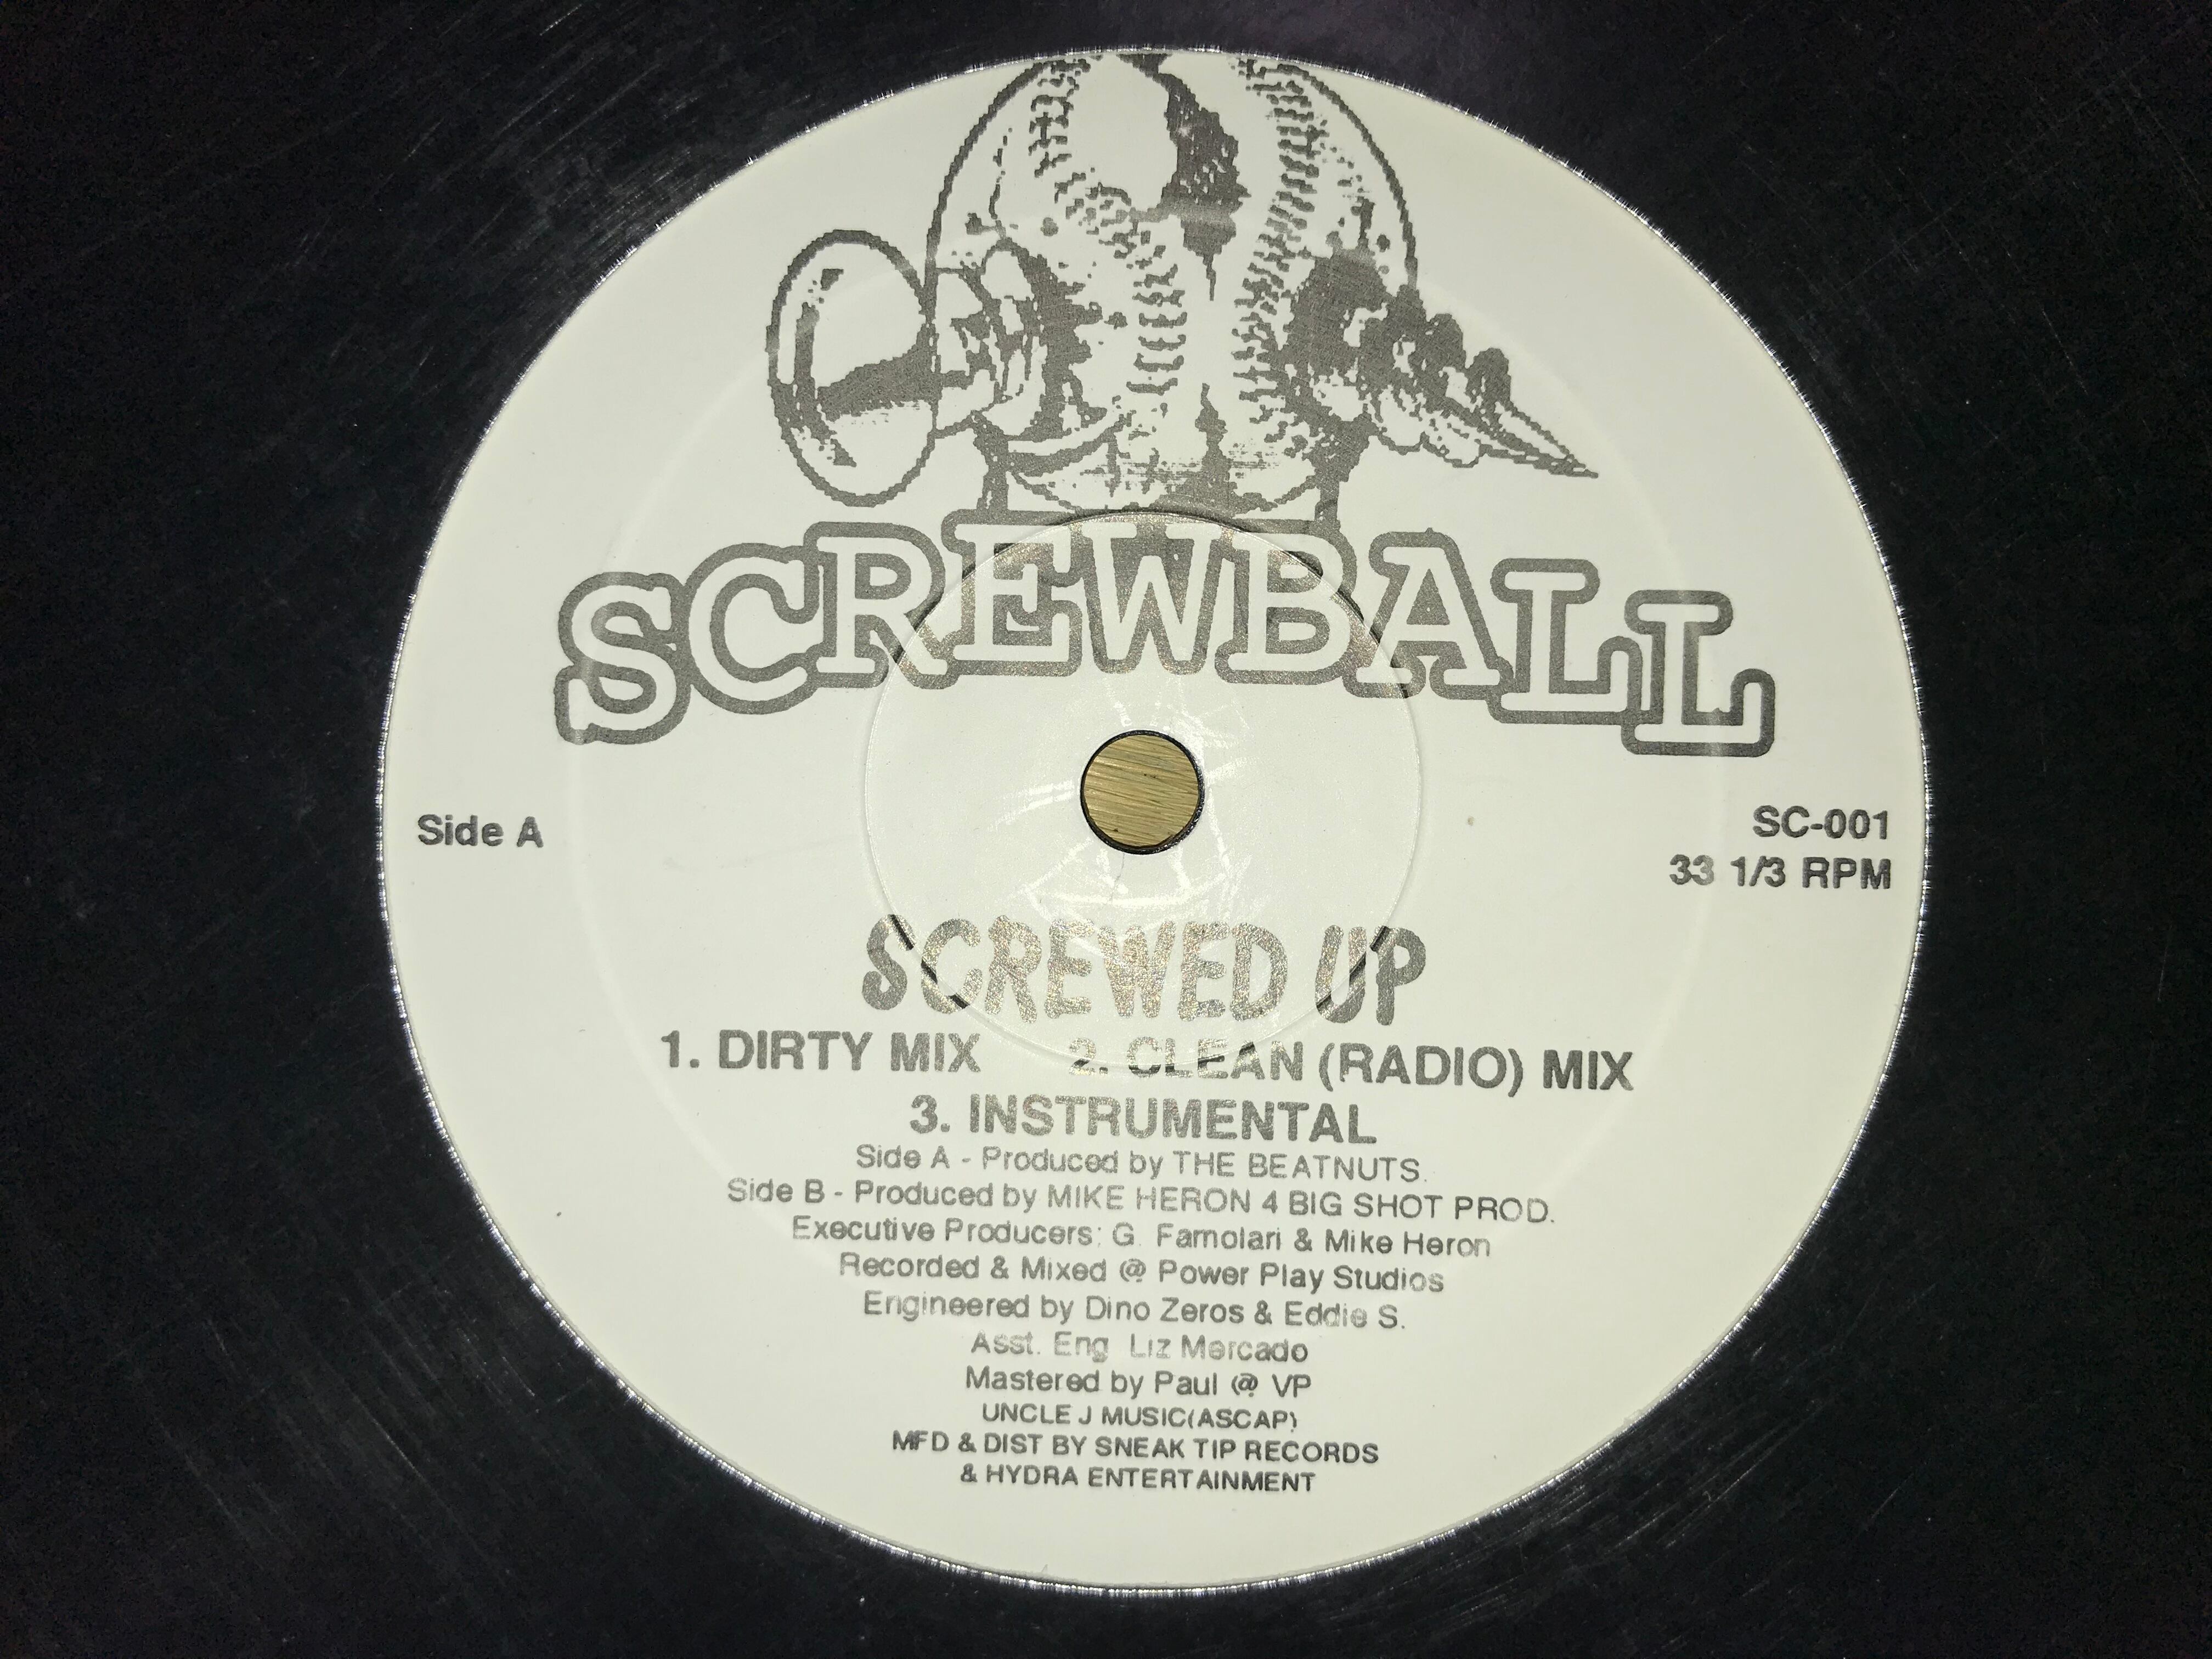 SCREWBALL
Side A
SC-001
33 1/3 RPM
SCREWED UP
1. DIRTY MIX 2. CLEAN (RADIO) MIX
3. INSTRUMENTAL
Side A - Produced by THE BEATNUTS.
Side B - Produced by MIKE HERON 4 BIG SHOT PROD.
Executive Producers: G. Famolari & Mike Heron
Recorded & Mixed @ Power Play Studios
Engineered by Dino Zeros & Eddie S.
Asst. Eng Liz Mercado
Mastered by Paul @ VP
UNCLE J MUSIC(ASCAP)
MFD & DIST BY SNEAK TIP RECORDS
& HYDRA ENTERTAINMENT